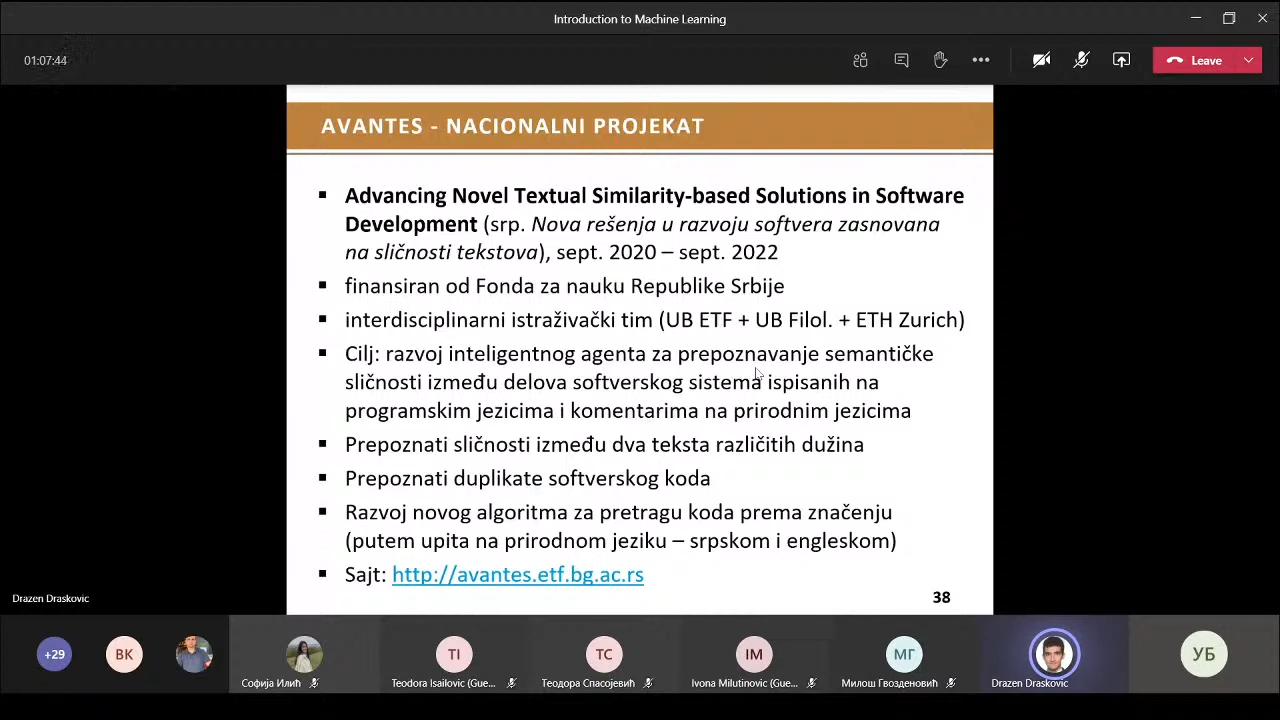 Introduction to Machine Learning
01:07:44
Leave
AVANTES - NACIONALNI PROJEKAT
▪ Advancing Novel Textual Similarity-based Solutions in Software
Development (srp. Nova rešenja u razvoju softvera zasnovana
na sličnosti tekstova), sept. 2020 – sept. 2022
▪ finansiran od Fonda za nauku Republike Srbije
▪ interdisciplinarni istraživački tim (UB ETF + UB Filol. + ETH Zurich)
▪ Cilj: razvoj inteligentnog agenta za prepoznavanje semantičke
sličnosti između delova softverskog sistema ispisanih na
programskim jezicima i komentarima na prirodnim jezicima
▪ Prepoznati sličnosti između dva teksta različitih dužina
▪ Prepoznati duplikate softverskog koda
▪ Razvoj novog algoritma za pretragu koda prema značenju
(putem upita na prirodnom jeziku – srpskom i engleskom)
▪ Sajt: http://avantes.etf.bg.ac.rs
38
Drazen Draskovic
+29
ВК
TI
ТС
IM
МГ
УБ
Софија Илић
Teodora Isailovic (Gue...
Теодора Спасојевић
Ivona Milutinovic (Gue...
Милош Гвозденовић
Drazen Draskovic